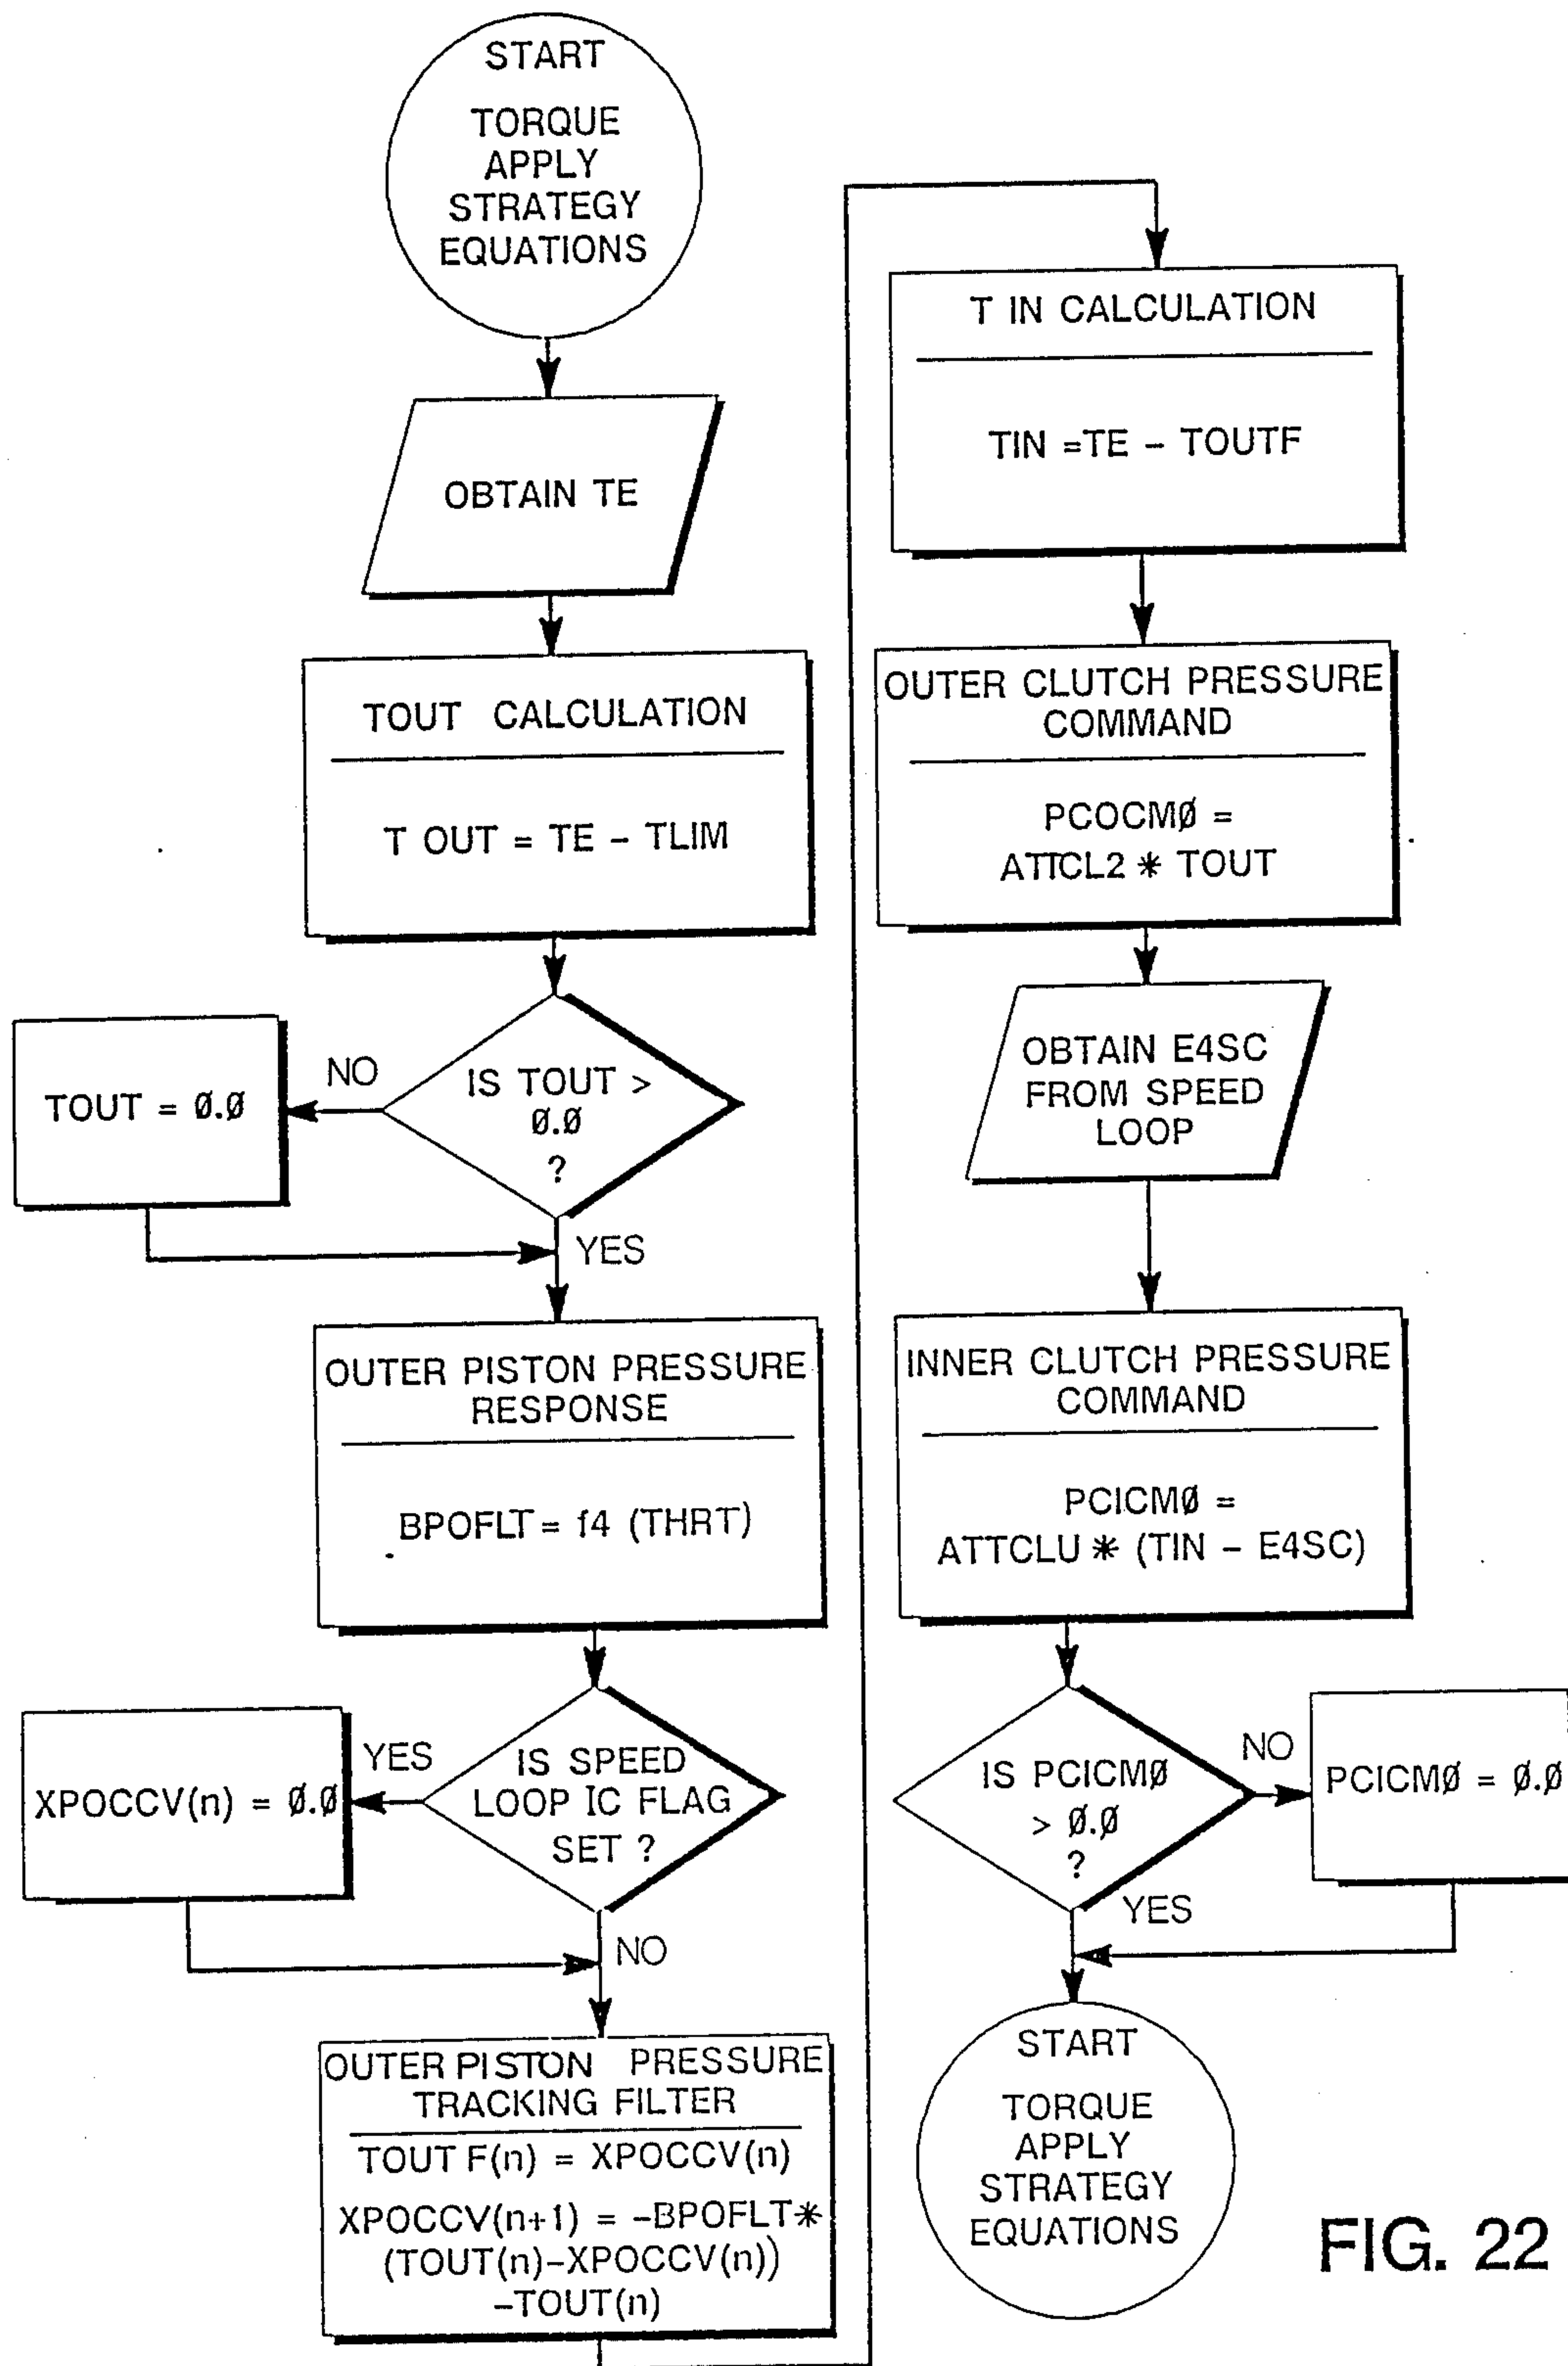 START
TORQUE
APPLY
STRATEGY
EQUATIONS
OBTAIN TE
TOUT CALCULATION
T OUT = TE – TLIM
IS TOUT >
Ø.Ø
?
NO
TOUT = Ø.Ø
YES
OUTER PISTON PRESSURE
RESPONSE
BPOFLT = f4 (THRT)
IS SPEED
LOOP IC FLAG
SET ?
YES
XPOCCV(n) = Ø.Ø
NO
OUTER PISTON PRESSURE
TRACKING FILTER
TOUT F(n) = XPOCCV(n)
XPOCCV(n+1) = –BPOFLT*
(TOUT(n)–XPOCCV(n))
–TOUT(n)
T IN CALCULATION
TIN =TE – TOUTF
OUTER CLUTCH PRESSURE
COMMAND
PCOCMØ =
ATTCL2 * TOUT
OBTAIN E4SC
FROM SPEED
LOOP
INNER CLUTCH PRESSURE
COMMAND
PCICMØ =
ATTCLU * (TIN – E4SC)
IS PCICMØ
> Ø.Ø
?
NO
PCICMØ = Ø.Ø
YES
START
TORQUE
APPLY
STRATEGY
EQUATIONS
FIG. 22